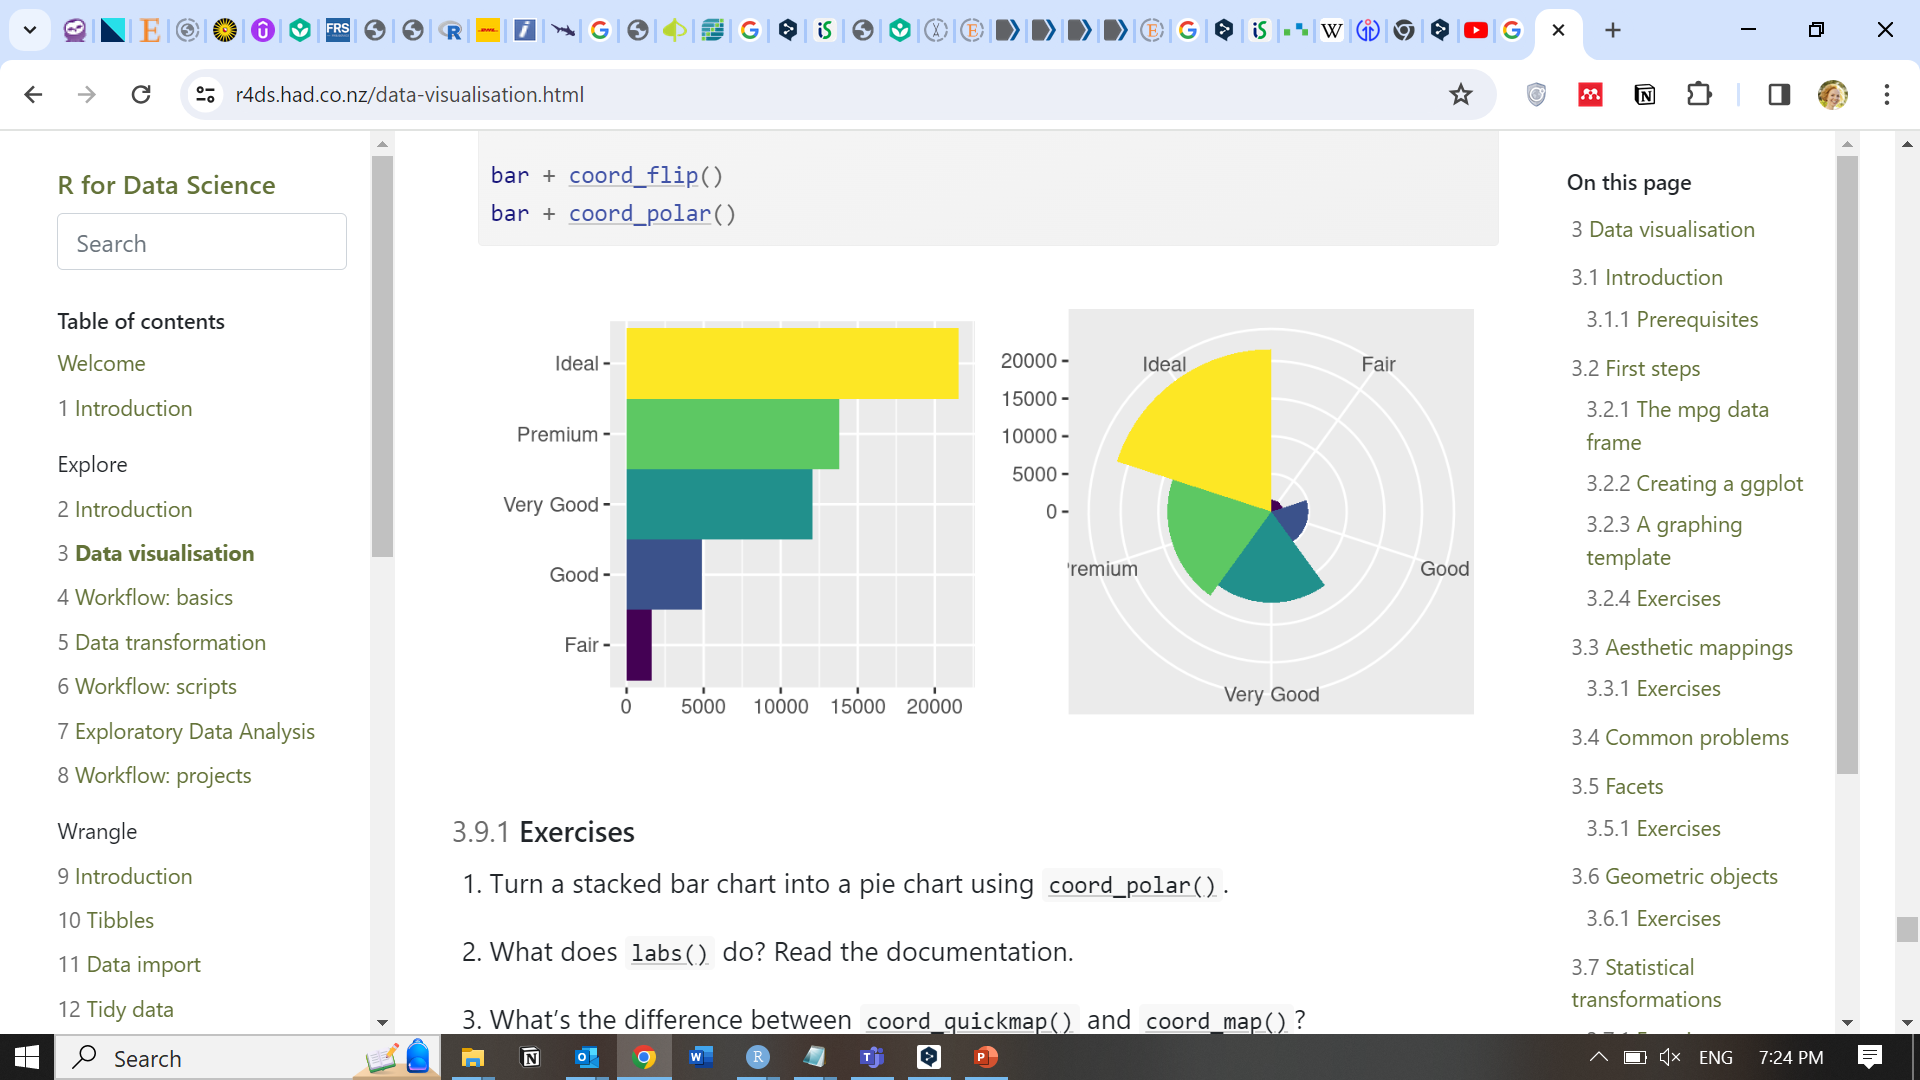 r4ds.had.co.nz/data-visualisation.html
R for Data Science
Search
Table of contents
Welcome
1 Introduction
Explore
2 Introduction
3 Data visualisation
4 Workflow: basics
5 Data transformation
6 Workflow: scripts
7 Exploratory Data Analysis
8 Workflow: projects
Wrangle
9 Introduction
10 Tibbles
11 Data import
12 Tidy data
bar + coord_flip()
bar + coord_polar()
Ideal
Premium
Very Good
Good
Fair
0 5000 10000 15000 20000
20000
15000
10000
5000
0
Ideal
Fair
remium
Good
Very Good
3.9.1 Exercises
1. Turn a stacked bar chart into a pie chart using coord_polar().
2. What does labs() do? Read the documentation.
3. What's the difference between coord_quickmap() and coord_map()?
On this page
3 Data visualisation
3.1 Introduction
3.1.1 Prerequisites
3.2 First steps
3.2.1 The mpg data
frame
3.2.2 Creating a ggplot
3.2.3 A graphing
template
3.2.4 Exercises
3.3 Aesthetic mappings
3.3.1 Exercises
3.4 Common problems
3.5 Facets
3.5.1 Exercises
3.6 Geometric objects
3.6.1 Exercises
3.7 Statistical
transformations
Search
ENG
7:24 PM